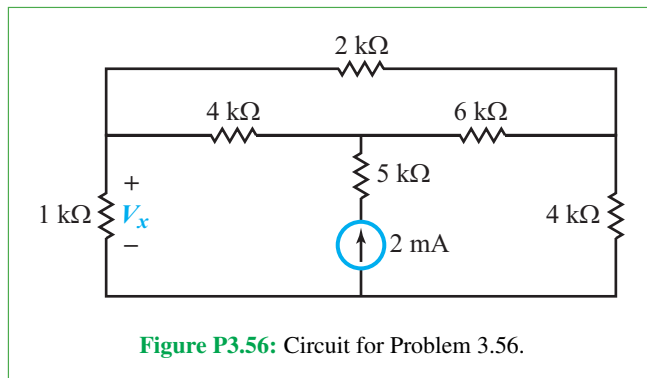 2 kΩ
4 kΩ
6 kΩ
5 kΩ
+
1 kΩ
Vx
4 kΩ
−
2 mA
Figure P3.56: Circuit for Problem 3.56.